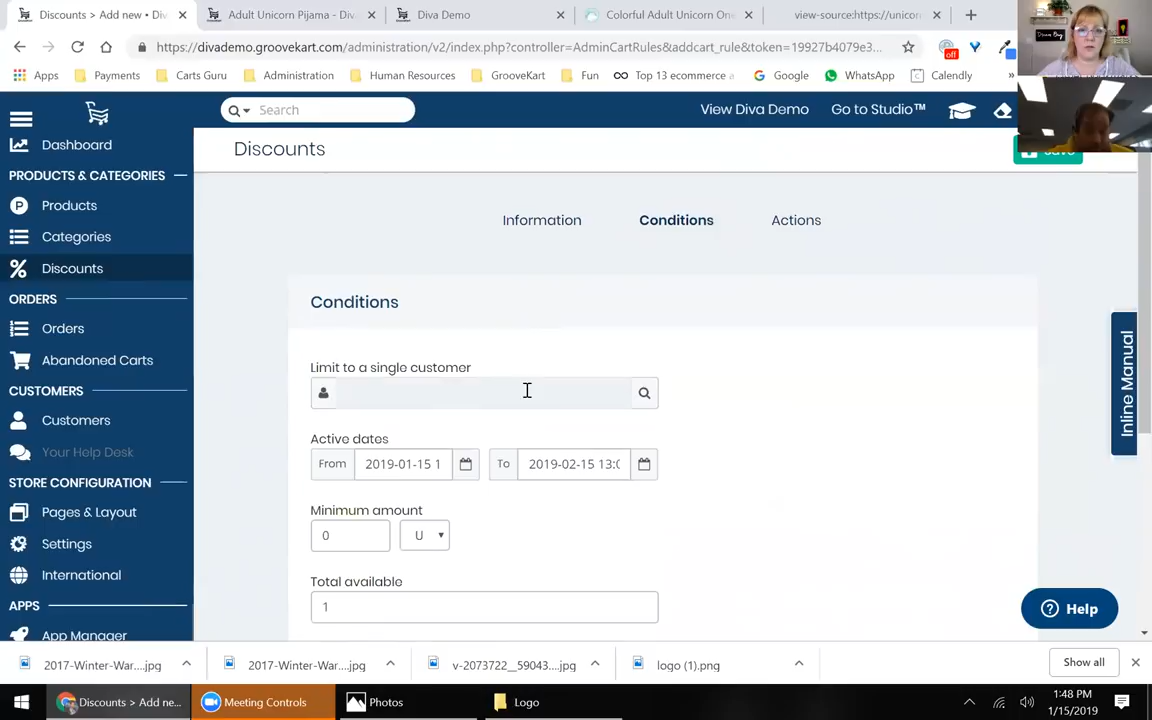 Discounts > Add new • Div
Adult Unicorn Pijama - Div
Diva Demo
Colorful Adult Unicorn One
view-source:https://unicor
https://divademo.groovekart.com/administration/v2/index.php?controller=AdminCartRules&addcart_rule&token=19927b4079e3...
off
Apps
Payments
Carts Guru
Administration
Human Resources
GrooveKart
Fun
Top 13 ecommerce
Google
WhatsApp
Calendly
»
Search
View Diva Demo
Go to Studio™
Dashboard
Discounts
Save
PRODUCTS & CATEGORIES
Products
Categories
Discounts
ORDERS
Orders
Abandoned Carts
CUSTOMERS
Customers
Your Help Desk
STORE CONFIGURATION
Pages & Layout
Settings
International
APPS
App Manager
Information
Conditions
Actions
Conditions
Limit to a single customer
Active dates
From
2019-01-15 1
To
2019-02-15 13:0
Minimum amount
0
U
Total available
1
Inline Manual
Help
2017-Winter-War....jpg
2017-Winter-War....jpg
v-2073722__59043....jpg
logo (1).png
Show all
Discounts > Add ne...
Meeting Controls
Photos
Logo
1:48 PM
1/15/2019